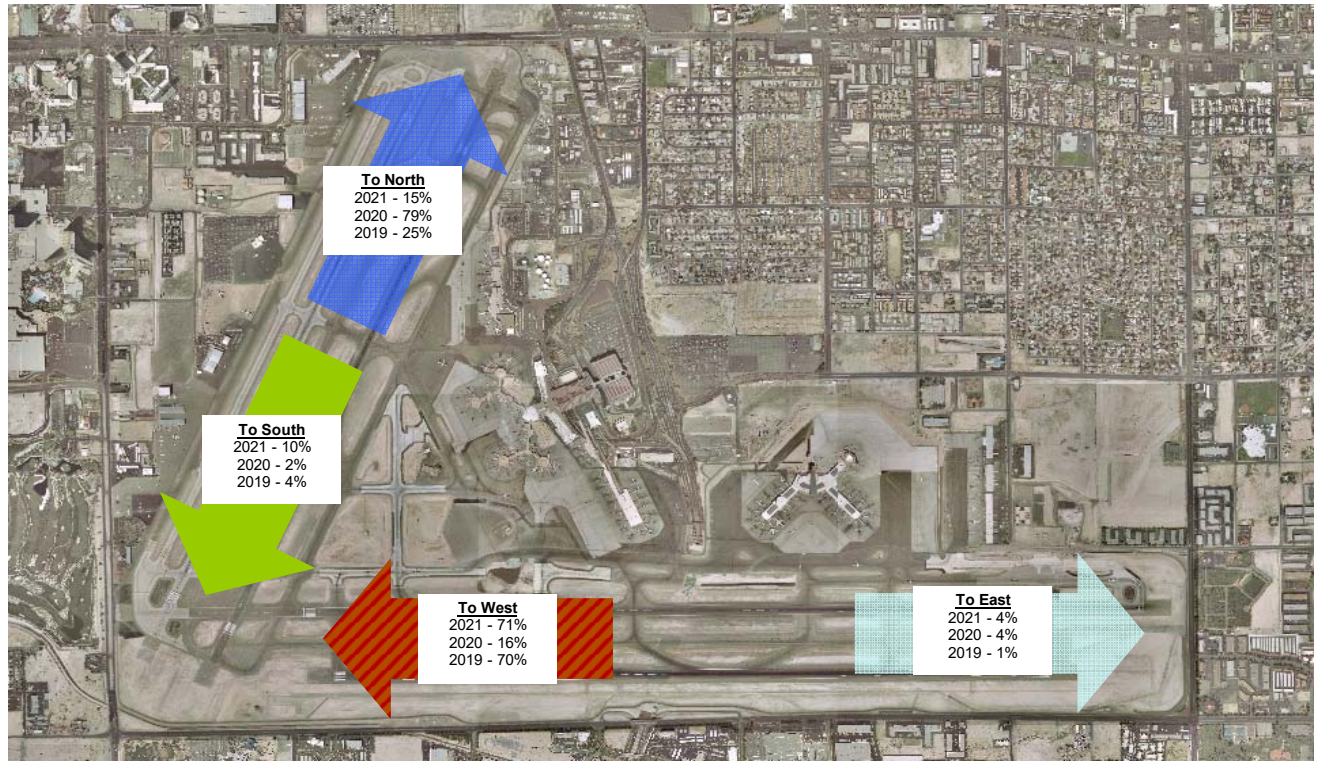 To North
2021 - 15%
2020 - 79%
2019 - 25%
To South
2021 - 10%
2020 - 2%
2019 - 4%
To West
2021 - 71%
2020 - 16%
2019 - 70%
To East
2021 - 4%
2020 - 4%
2019 - 1%